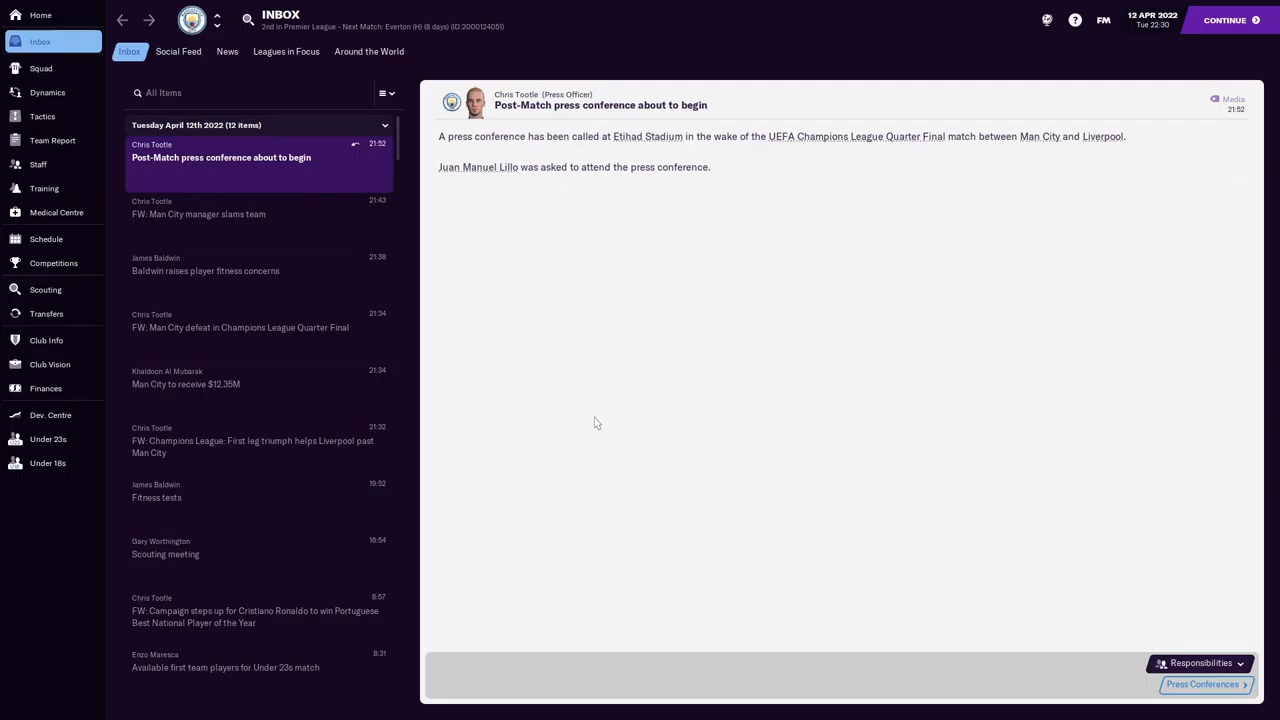 Home
INBOX
2nd in Premier League - Next Match: Everton (H) (8 days) (ID:2000124051)
FM
12 APR 2022
Tue 22:30
CONTINUE
Inbox
Squad
Dynamics
Tactics
Team Report
Staff
Training
Medical Centre
Schedule
Competitions
Scouting
Transfers
Club Info
Club Vision
Finances
Dev. Centre
Under 23s
Under 18s
Inbox
Social Feed
News
Leagues in Focus
Around the World
All Items
Tuesday April 12th 2022 (12 items)
Chris Tootle
21:52
Post-Match press conference about to begin
Chris Tootle
21:43
FW: Man City manager slams team
James Baldwin
21:38
Baldwin raises player fitness concerns
Chris Tootle
21:34
FW: Man City defeat in Champions League Quarter Final
Khaldoon Al Mubarak
21:34
Man City to receive $12.35M
Chris Tootle
21:32
FW: Champions League: First leg triumph helps Liverpool past
Man City
James Baldwin
19:52
Fitness tests
Gary Worthington
16:54
Scouting meeting
Chris Tootle
8:57
FW: Campaign steps up for Cristiano Ronaldo to win Portuguese
Best National Player of the Year
Enzo Maresca
8:31
Available first team players for Under 23s match
Chris Tootle (Press Officer)
Post-Match press conference about to begin
Media
21:52
A press conference has been called at Etihad Stadium in the wake of the UEFA Champions League Quarter Final match between Man City and Liverpool.
Juan Manuel Lillo was asked to attend the press conference.
Responsibilities
Press Conferences